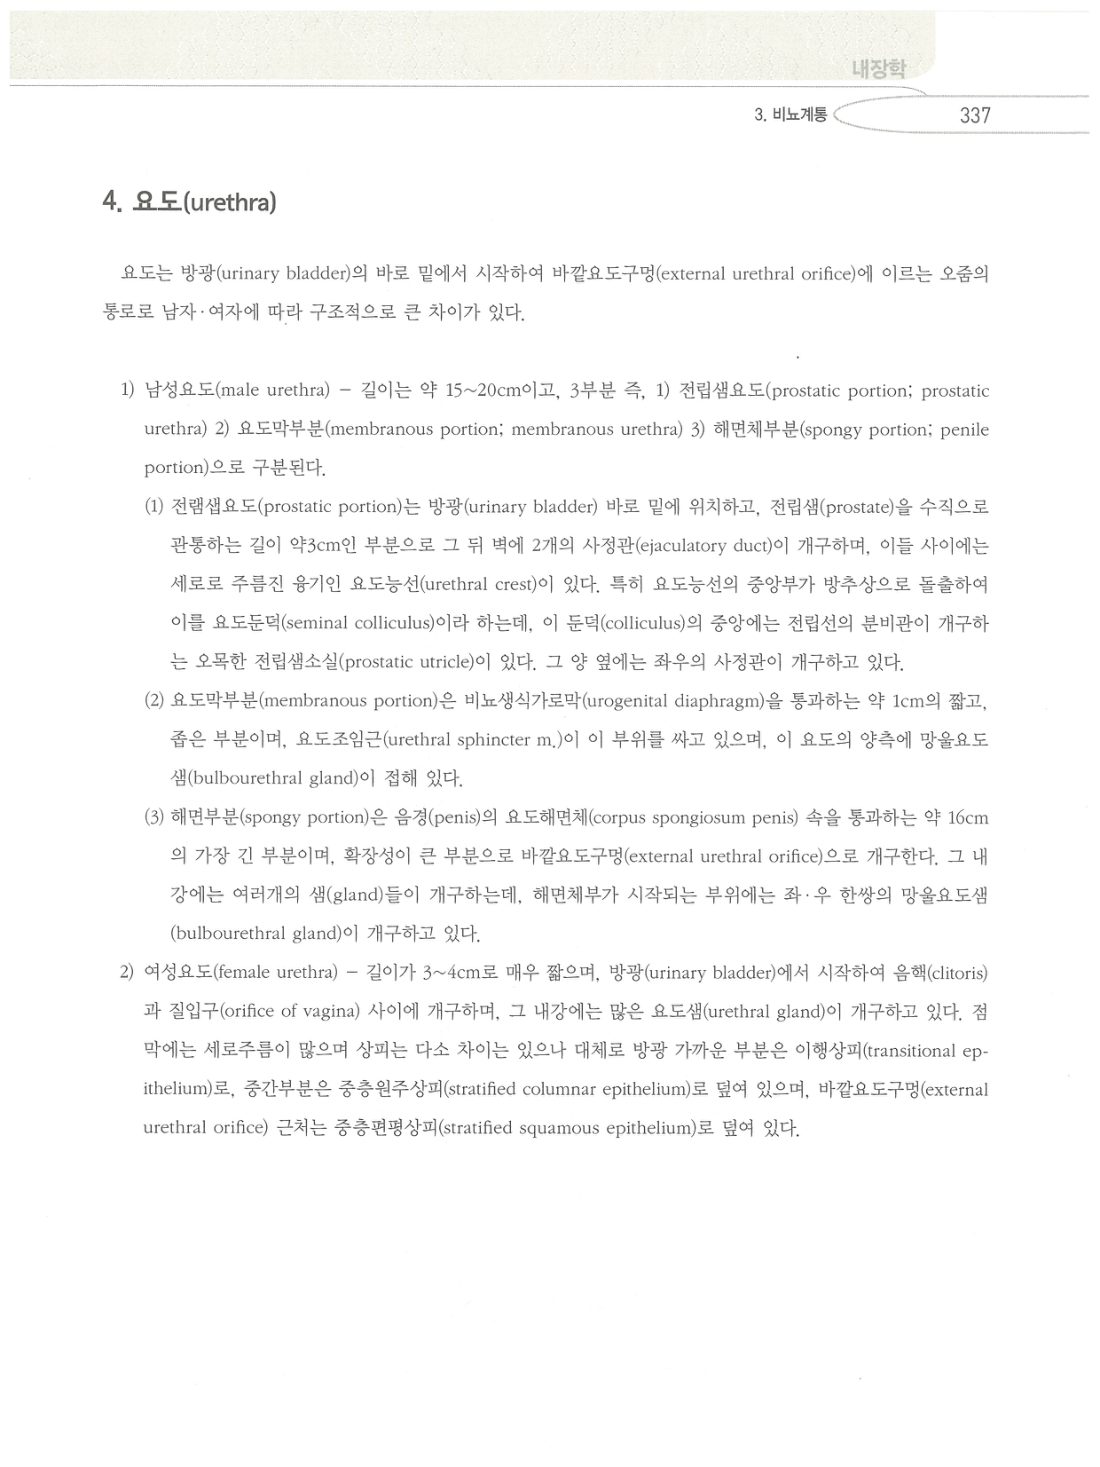 내장학
3. 비뇨계통
337
4. 요도(urethra)
요도는 방광(urinary bladder)의 바로 밑에서 시작하여 바깥요도구멍(external urethral orifice)에 이르는 오줌의
통로로 남자·여자에 따라 구조적으로 큰 차이가 있다.
1) 남성요도(male urethra) − 길이는 약 15~20cm이고, 3부분 즉, 1) 전립샘요도(prostatic portion; prostatic
urethra) 2) 요도막부분(membranous portion; membranous urethra) 3) 해면체부분(spongy portion; penile
portion)으로 구분된다.
(1) 전램샙요도(prostatic portion)는 방광(urinary bladder) 바로 밑에 위치하고, 전립샘(prostate)을 수직으로
관통하는 길이 약3cm인 부분으로 그 뒤 벽에 2개의 사정관(ejaculatory duct)이 개구하며, 이들 사이에는
세로로 주름진 융기인 요도능선(urethral crest)이 있다. 특히 요도능선의 중앙부가 방추상으로 돌출하여
이를 요도둔덕(seminal colliculus)이라 하는데, 이 둔덕(colliculus)의 중앙에는 전립선의 분비관이 개구하
는 오목한 전립샘소실(prostatic utricle)이 있다. 그 양 옆에는 좌우의 사정관이 개구하고 있다.
(2) 요도막부분(membranous portion)은 비뇨생식가로막(urogenital diaphragm)을 통과하는 약 1cm의 짧고,
좁은 부분이며, 요도조임근(urethral sphincter m.)이 이 부위를 싸고 있으며, 이 요도의 양측에 망울요도
샘(bulbourethral gland)이 접해 있다.
(3) 해면부분(spongy portion)은 음경(penis)의 요도해면체(corpus spongiosum penis) 속을 통과하는 약 16cm
의 가장 긴 부분이며, 확장성이 큰 부분으로 바깥요도구멍(external urethral orifice)으로 개구한다. 그 내
강에는 여러개의 샘(gland)들이 개구하는데, 해면체부가 시작되는 부위에는 좌·우 한쌍의 망울요도샘
(bulbourethral gland)이 개구하고 있다.
2) 여성요도(female urethra) − 길이가 3~4cm로 매우 짧으며, 방광(urinary bladder)에서 시작하여 음핵(clitoris)
과 질입구(orifice of vagina) 사이에 개구하며, 그 내강에는 많은 요도샘(urethral gland)이 개구하고 있다. 점
막에는 세로주름이 많으며 상피는 다소 차이는 있으나 대체로 방광 가까운 부분은 이행상피(transitional ep-
ithelium)로, 중간부분은 중층원주상피(stratified columnar epithelium)로 덮여 있으며, 바깥요도구멍(external
urethral orifice) 근처는 중층편평상피(stratified squamous epithelium)로 덮여 있다.